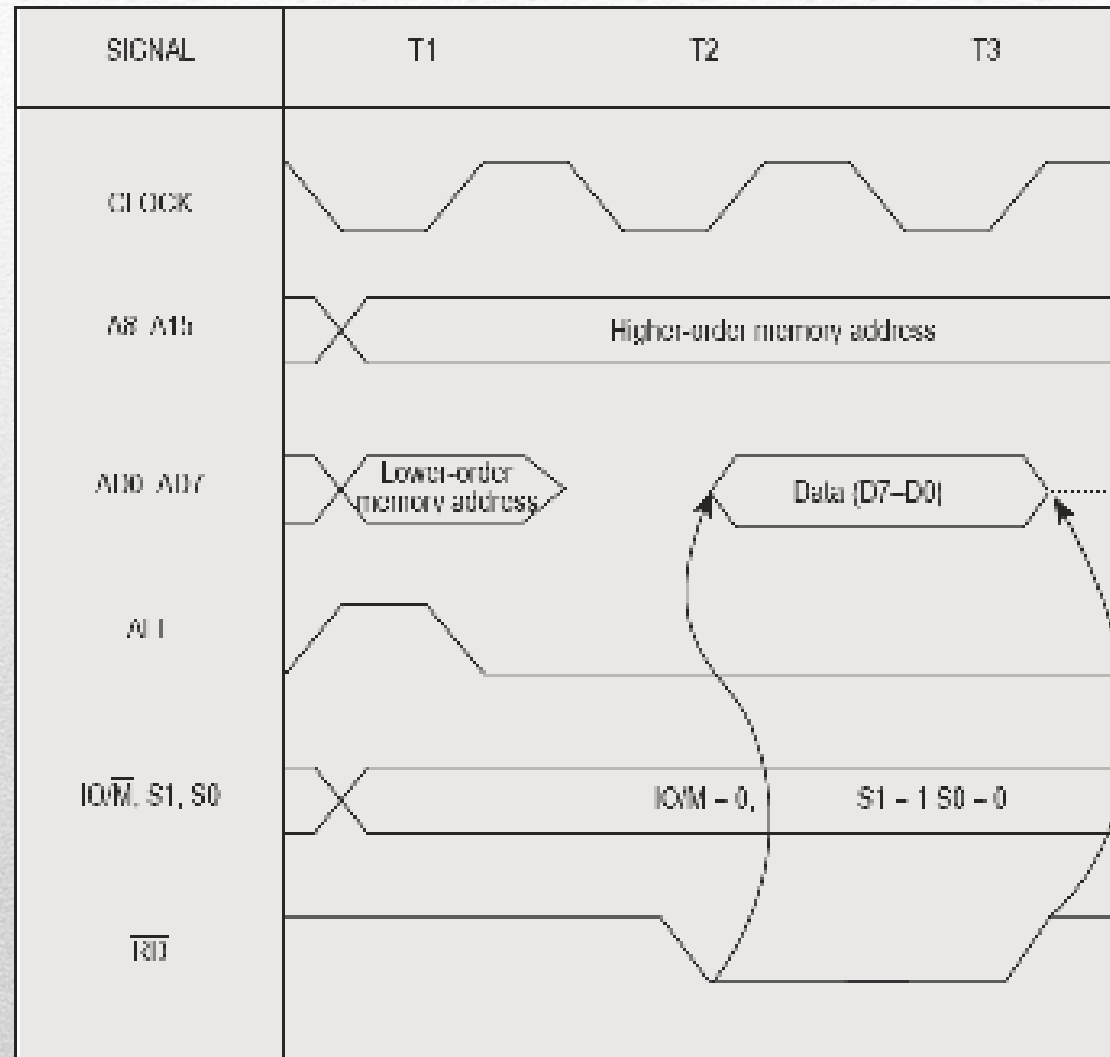 SIGNAL T1 T2 T3
CLOCK
A8–A15 Higher-order memory address
AD0–AD7 Lower-order
memory address Data (D7–D0)
ALE
IO/M̅, S1, S0 IO/M = 0, S1 = 1 S0 = 0
R̅D̅